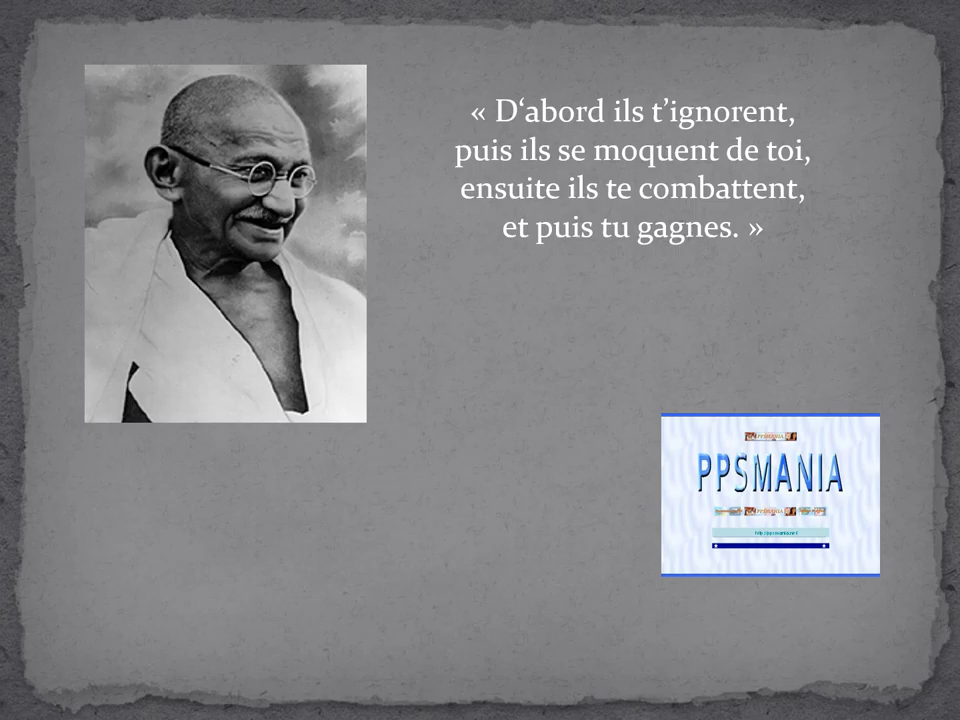 « D‘abord ils t’ignorent,
puis ils se moquent de toi,
ensuite ils te combattent,
et puis tu gagnes. »
PPSMANIA